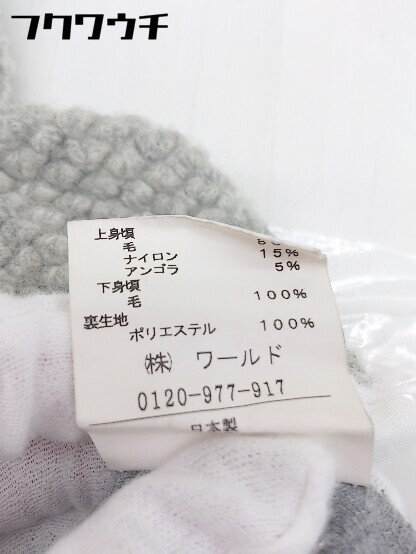 フクワウチ
上身頃
毛
ナイロン 15%
アンゴラ 5%
下身頃
毛 100%
裏生地
ポリエステル 100%
㈱ ワールド
0120-977-917
日本製